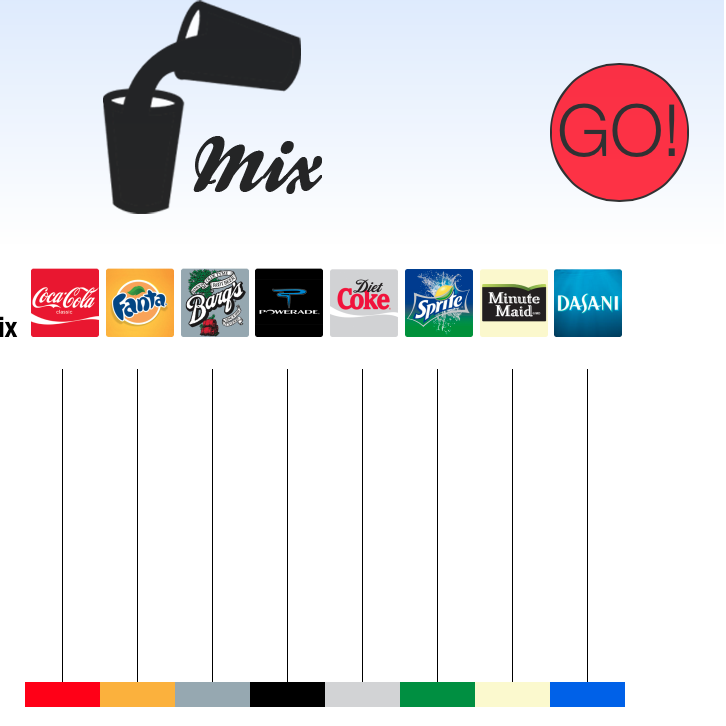 Mix
GO!
Coca-Cola
classic
Fanta
Barq's
POWERADE
Diet
Coke
Sprite
Minute
Maid
DASANI
ix